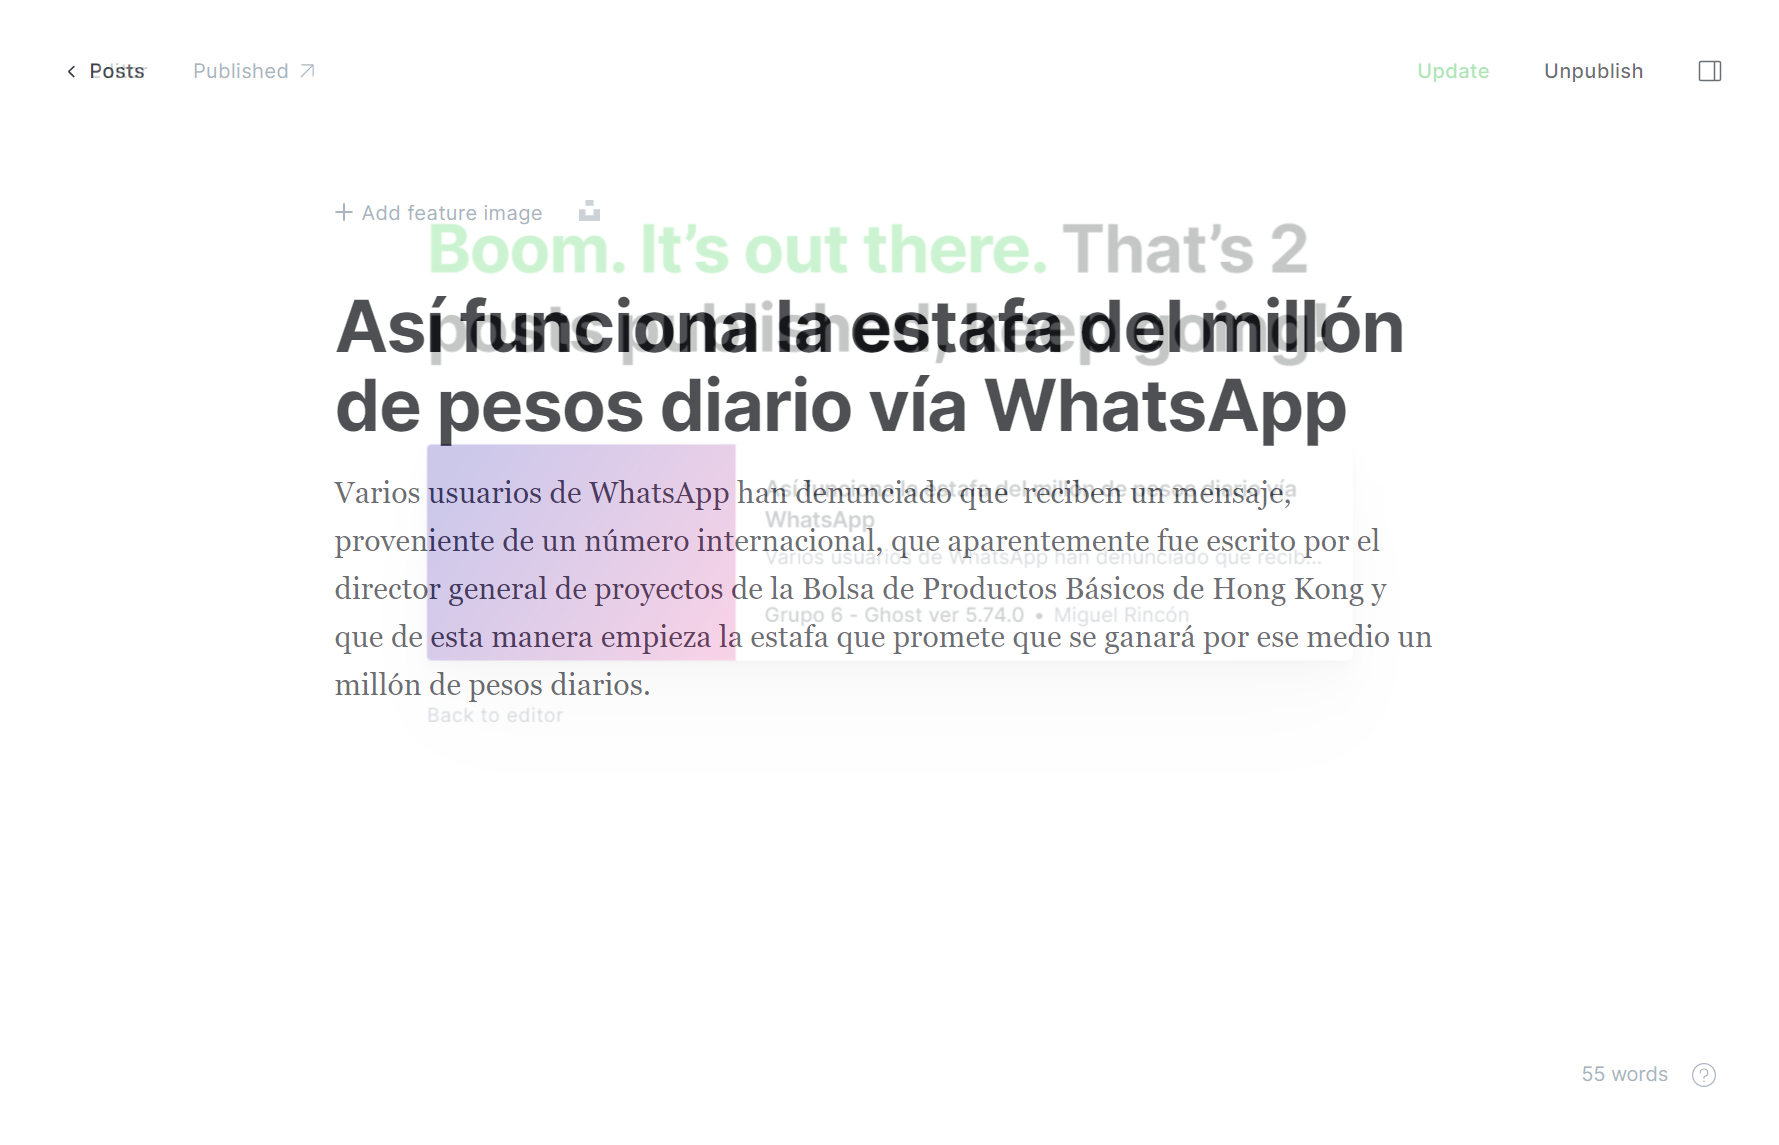 Posts
Editor
Published
Update
Unpublish
Add feature image
Boom. It’s out there. That’s 2
posts published, keep going!
Así funciona la estafa del millón
de pesos diario vía WhatsApp
Varios usuarios de WhatsApp han denunciado que reciben un mensaje,
proveniente de un número internacional, que aparentemente fue escrito por el
director general de proyectos de la Bolsa de Productos Básicos de Hong Kong y
que de esta manera empieza la estafa que promete que se ganará por ese medio un
millón de pesos diarios.
Así funciona la estafa del millón de pesos diario vía
WhatsApp
Varios usuarios de WhatsApp han denunciado que recib...
Grupo 6 - Ghost ver 5.74.0 • Miguel Rincón
Back to editor
55 words